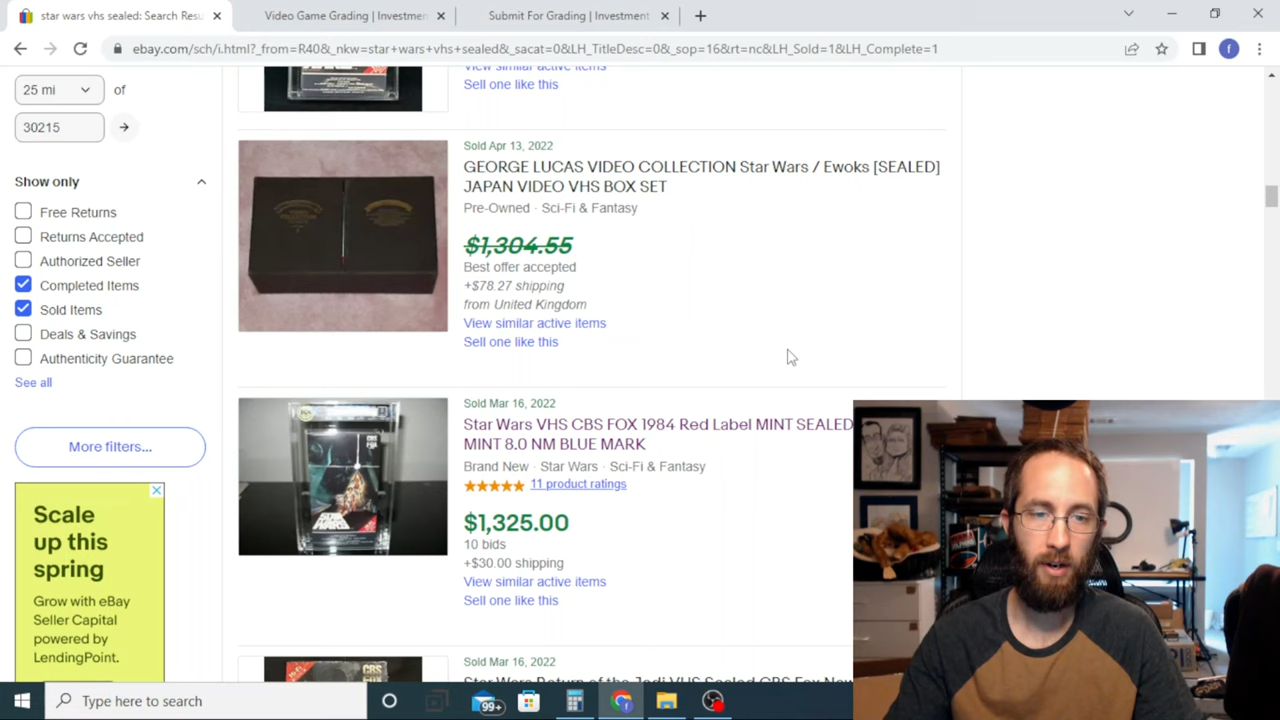 star wars vhs sealed: Search Resu
Video Game Grading | Investmen
Submit For Grading | Investment
ebay.com/sch/i.html?_from=R40&_nkw=star+wars+vhs+sealed&_sacat=0&LH_TitleDesc=0&_sop=16&rt=nc&LH_Sold=1&LH_Complete=1
f
25 mi
of
30215
Show only
Free Returns
Returns Accepted
Authorized Seller
Completed Items
Sold Items
Deals & Savings
Authenticity Guarantee
See all
More filters...
Scale
up this
spring
Grow with eBay
Seller Capital
powered by
LendingPoint.
View similar active items
Sell one like this
Sold Apr 13, 2022
GEORGE LUCAS VIDEO COLLECTION Star Wars / Ewoks [SEALED]
JAPAN VIDEO VHS BOX SET
Pre-Owned · Sci-Fi & Fantasy
$1,304.55
Best offer accepted
+$78.27 shipping
from United Kingdom
View similar active items
Sell one like this
Sold Mar 16, 2022
Star Wars VHS CBS FOX 1984 Red Label MINT SEALED
MINT 8.0 NM BLUE MARK
Brand New · Star Wars · Sci-Fi & Fantasy
11 product ratings
$1,325.00
10 bids
+$30.00 shipping
View similar active items
Sell one like this
CBS
FOX
STAR
WARS
Sold Mar 16, 2022
Star Wars Return of the Jedi VHS Sealed CBS Fox New
CBS
FOX
Type here to search
99+